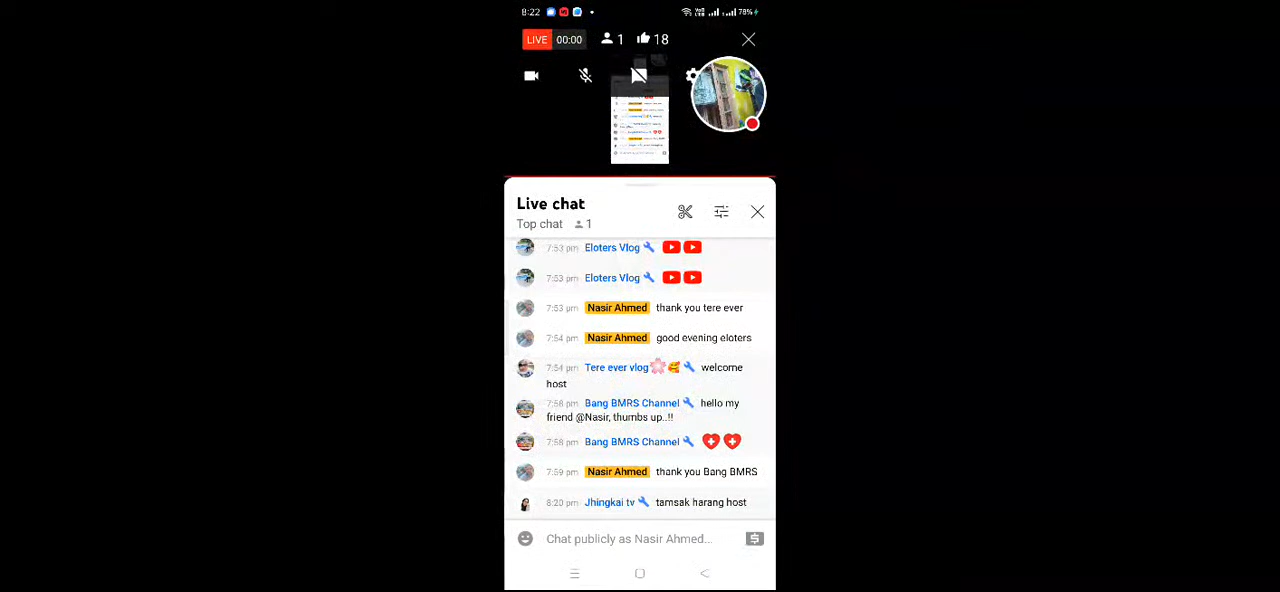 8:22 78%
LIVE 00:00 1 18
Live chat
Top chat 1
7:53 pm Eloters Vlog
7:53 pm Eloters Vlog
7:53 pm Nasir Ahmed thank you tere ever
7:54 pm Nasir Ahmed good evening eloters
7:54 pm Tere ever vlog🌸🥰 welcome
host
7:58 pm Bang BMRS Channel hello my
friend @Nasir, thumbs up..!!
7:58 pm Bang BMRS Channel
7:59 pm Nasir Ahmed thank you Bang BMRS
8:20 pm Jhingkai tv tamsak harang host
Chat publicly as Nasir Ahmed...